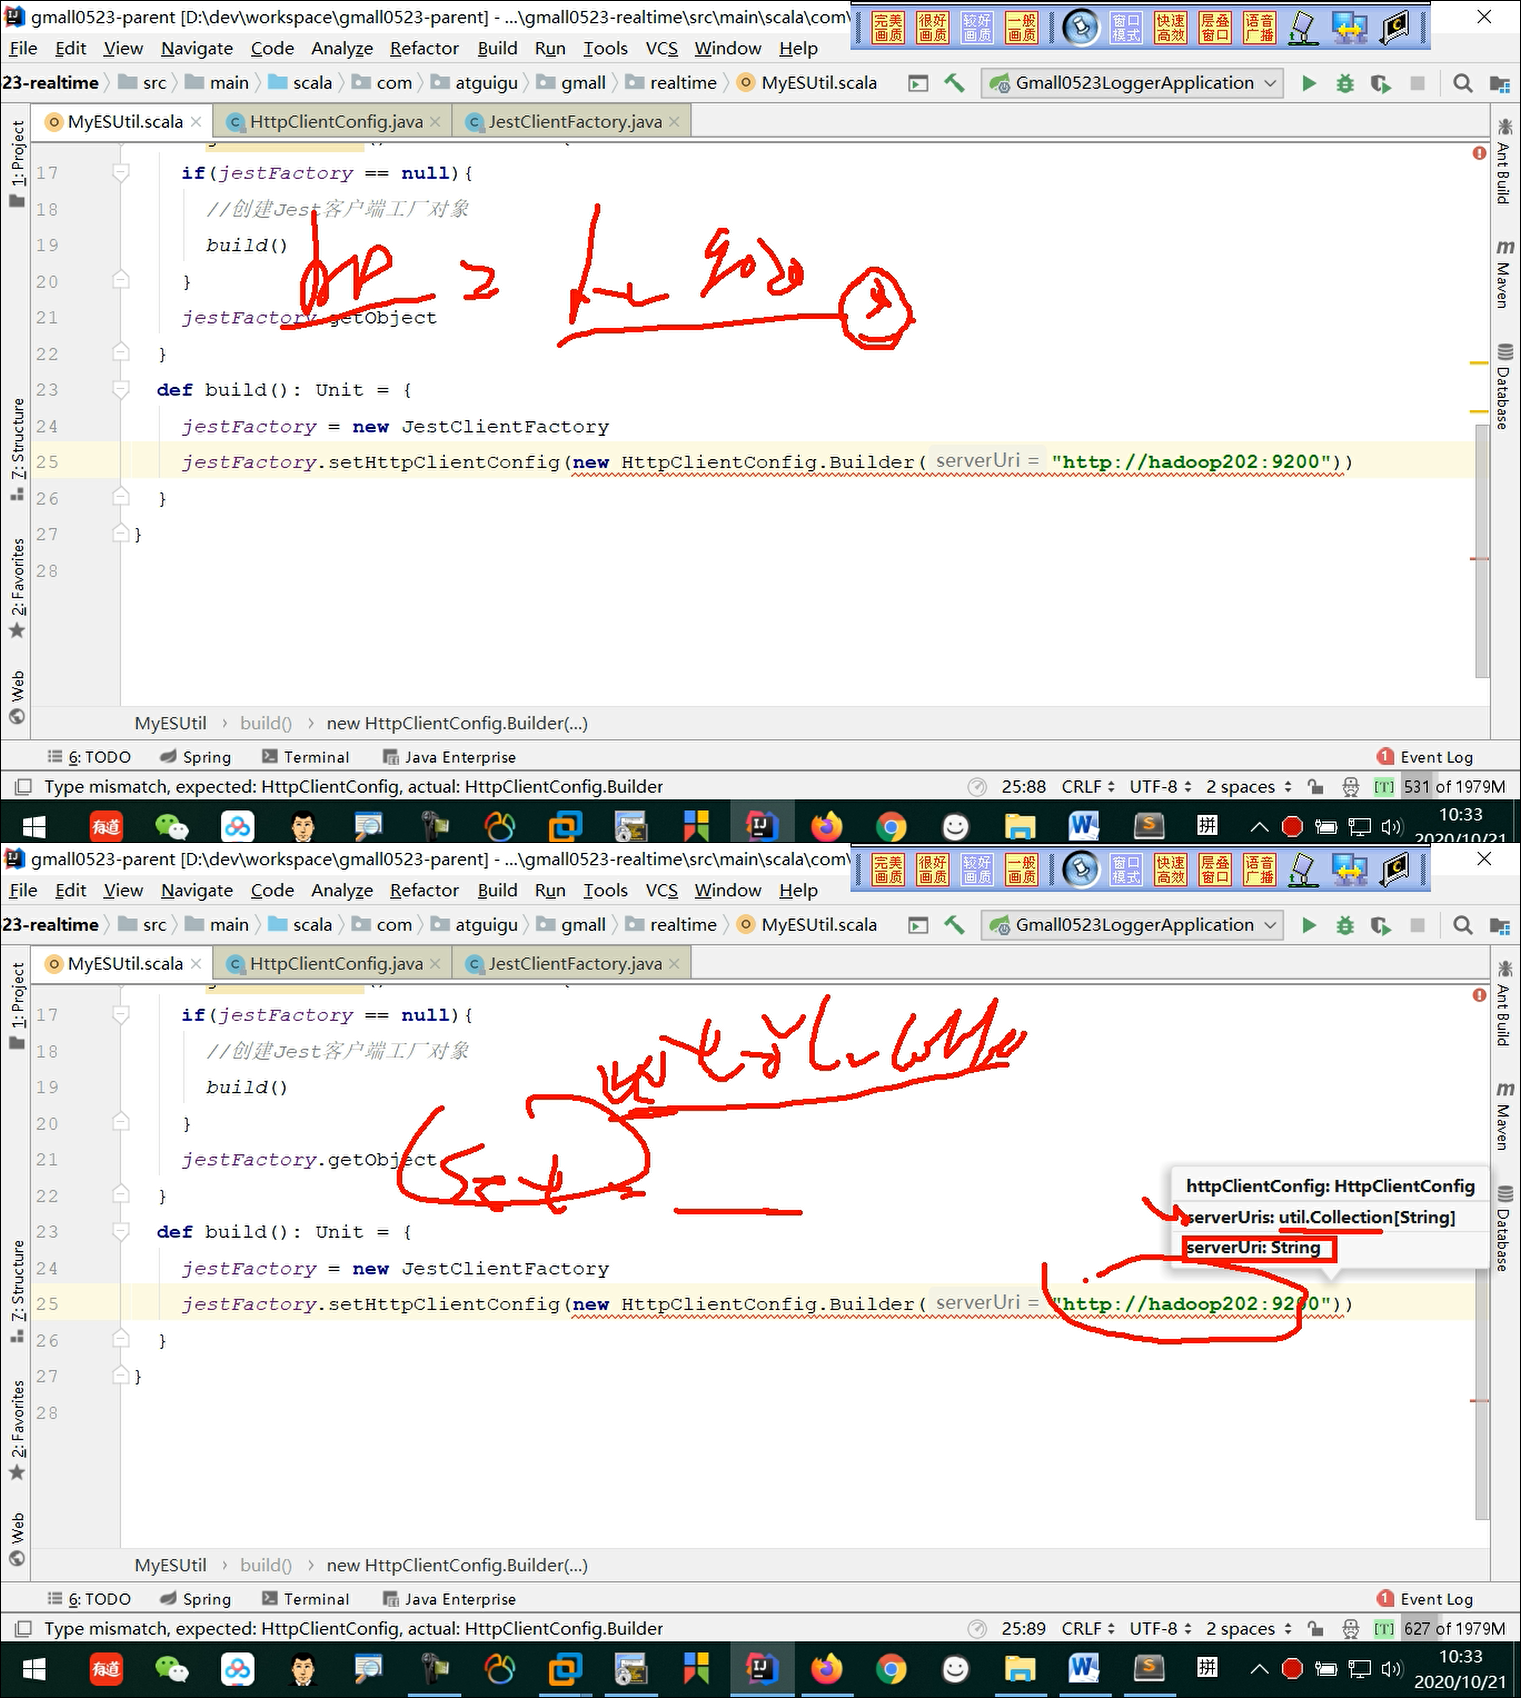 gmall0523-parent [D:\dev\workspace\gmall0523-parent] - ...\gmall0523-realtime\src\main\scala\com\
完美画质 很好画质 较好画质 一般画质 窗口模式 快速高效 层叠窗口 语音广播
File Edit View Navigate Code Analyze Refactor Build Run Tools VCS Window Help
23-realtime src main scala com atguigu gmall realtime MyESUtil.scala Gmall0523LoggerApplication
MyESUtil.scala HttpClientConfig.java JestClientFactory.java
1: Project
7: Structure
2: Favorites
Web
Ant Build
Maven
Database
17 if(jestFactory == null){
18 //创建Jest客户端工厂对象
19 build()
20 }
21 jestFactory.getObject
22 }
23 def build(): Unit = {
24 jestFactory = new JestClientFactory
25 jestFactory.setHttpClientConfig(new HttpClientConfig.Builder( serverUri = "http://hadoop202:9200"))
26 }
27 }
28
MyESUtil build() new HttpClientConfig.Builder(...)
6: TODO Spring Terminal Java Enterprise 1 Event Log
Type mismatch, expected: HttpClientConfig, actual: HttpClientConfig.Builder 25:88 CRLF UTF-8 2 spaces [T] 531 of 1979M
有道 拼 10:33
2020/10/21
gmall0523-parent [D:\dev\workspace\gmall0523-parent] - ...\gmall0523-realtime\src\main\scala\com\
完美画质 很好画质 较好画质 一般画质 窗口模式 快速高效 层叠窗口 语音广播
File Edit View Navigate Code Analyze Refactor Build Run Tools VCS Window Help
23-realtime src main scala com atguigu gmall realtime MyESUtil.scala Gmall0523LoggerApplication
MyESUtil.scala HttpClientConfig.java JestClientFactory.java
1: Project
7: Structure
2: Favorites
Web
Ant Build
Maven
Database
17 if(jestFactory == null){
18 //创建Jest客户端工厂对象
19 build()
20 }
21 jestFactory.getObject
22 }
23 def build(): Unit = {
24 jestFactory = new JestClientFactory
httpClientConfig: HttpClientConfig
serverUris: util.Collection[String]
serverUri: String
25 jestFactory.setHttpClientConfig(new HttpClientConfig.Builder( serverUri = "http://hadoop202:9200"))
26 }
27 }
28
MyESUtil build() new HttpClientConfig.Builder(...)
6: TODO Spring Terminal Java Enterprise 1 Event Log
Type mismatch, expected: HttpClientConfig, actual: HttpClientConfig.Builder 25:89 CRLF UTF-8 2 spaces [T] 627 of 1979M
有道 拼 10:33
2020/10/21